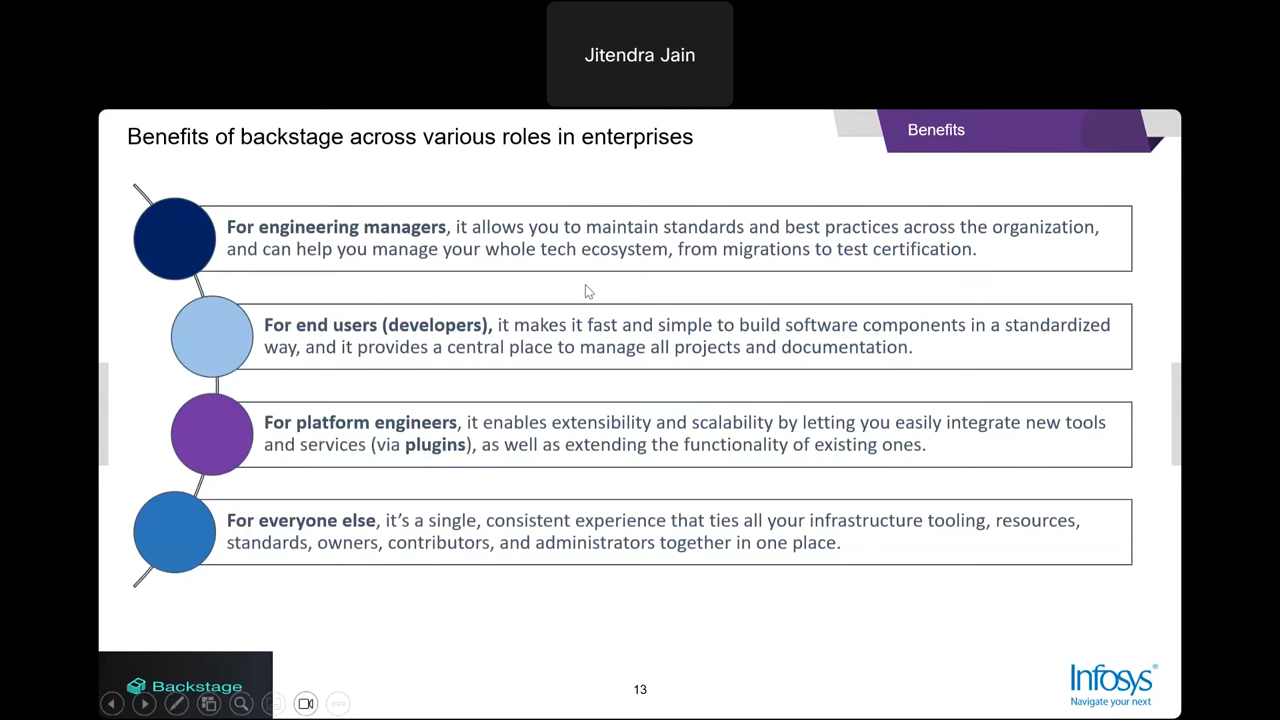 Jitendra Jain
Benefits of backstage across various roles in enterprises
Benefits
For engineering managers, it allows you to maintain standards and best practices across the organization,
and can help you manage your whole tech ecosystem, from migrations to test certification.
For end users (developers), it makes it fast and simple to build software components in a standardized
way, and it provides a central place to manage all projects and documentation.
For platform engineers, it enables extensibility and scalability by letting you easily integrate new tools
and services (via plugins), as well as extending the functionality of existing ones.
For everyone else, it’s a single, consistent experience that ties all your infrastructure tooling, resources,
standards, owners, contributors, and administrators together in one place.
Backstage
13
Infosys®
Navigate your next